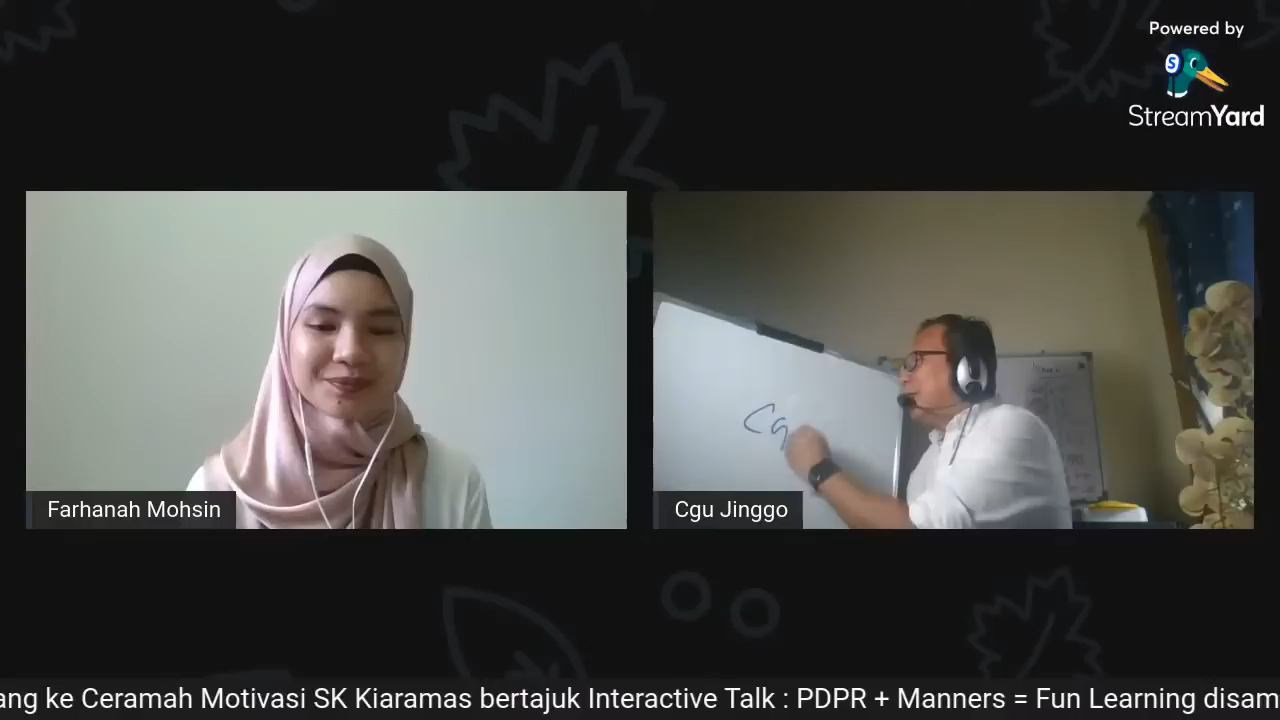 Powered by
StreamYard
Cg
Farhanah Mohsin
Cgu Jinggo
ang ke Ceramah Motivasi SK Kiaramas bertajuk Interactive Talk : PDPR + Manners = Fun Learning disam